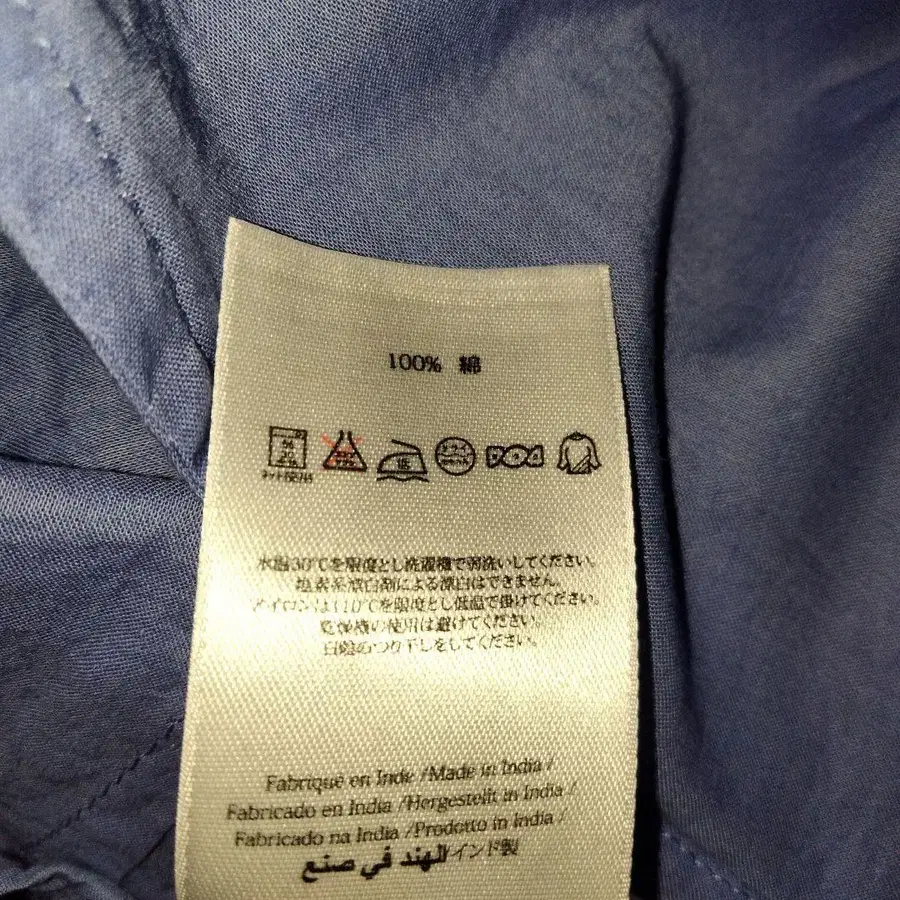 100% 綿
ネット使用
水温30℃を限度とし洗濯機で弱洗いしてください。
塩素系漂白剤による漂白はできません。
アイロンは110℃を限度とし低温で掛けてください。
乾燥機の使用は避けてください。
日陰のつり干しをしてください。
Fabriqué en Inde /Made in India /
Fabricado en India /Hergestellt in India /
Fabricado na India /Prodotto in India /
الهند في صنع インド製